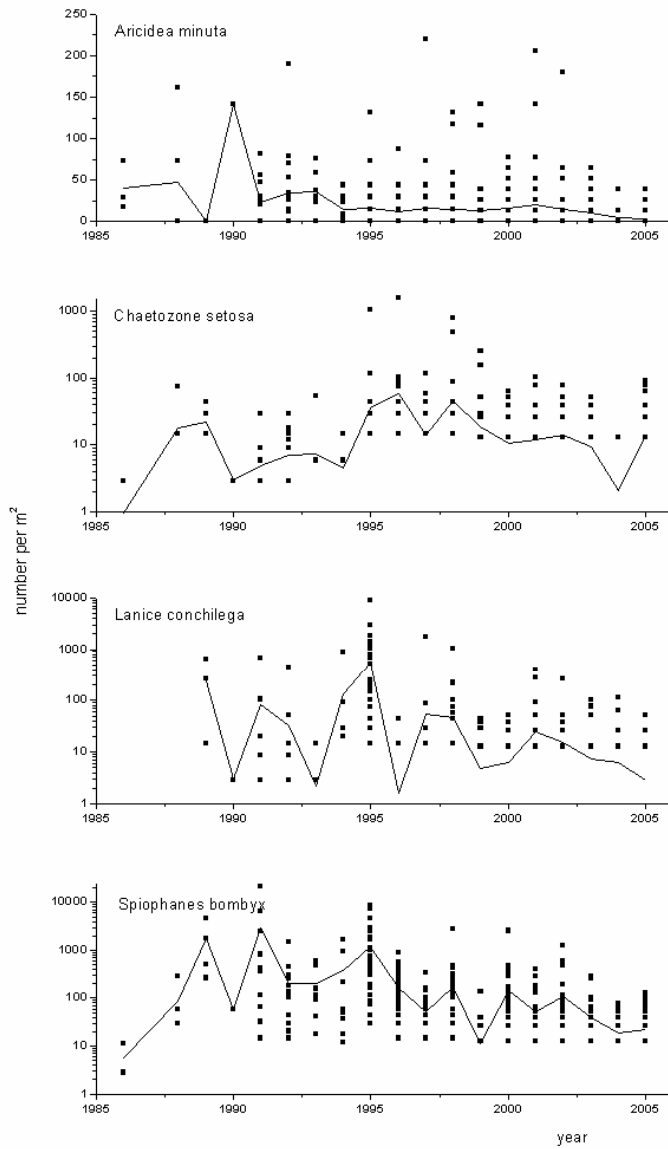 Aricidea minuta
250
200
150
100
50
0
1985 1990 1995 2000 2005
Chaetozone setosa
1000
100
10
1
1985 1990 1995 2000 2005
number per m²
Lanice conchilega
10000
1000
100
10
1
1985 1990 1995 2000 2005
Spiophanes bombyx
10000
1000
100
10
1
1985 1990 1995 2000 2005
year